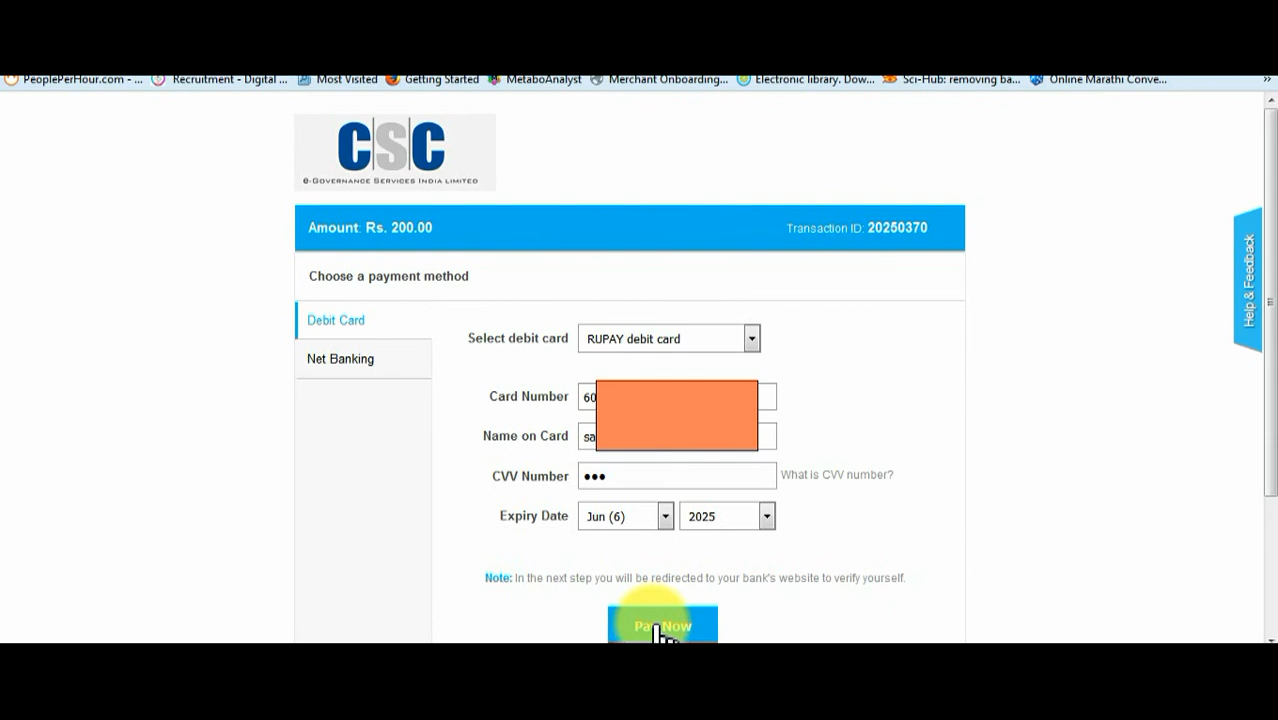 PeoplePerHour.com - ... Recruitment - Digital ... Most Visited Getting Started MetaboAnalyst Merchant Onboarding... Electronic library. Dow... Sci-Hub: removing ba... Online Marathi Conve... »
CSC
e-Governance Services India Limited
Amount: Rs. 200.00 Transaction ID: 20250370
Help & Feedback
Choose a payment method
Debit Card
Select debit card RUPAY debit card
Net Banking
Card Number 60
Name on Card sa
CVV Number ●●● What is CVV number?
Expiry Date Jun (6) 2025
Note: In the next step you will be redirected to your bank's website to verify yourself.
Pay Now